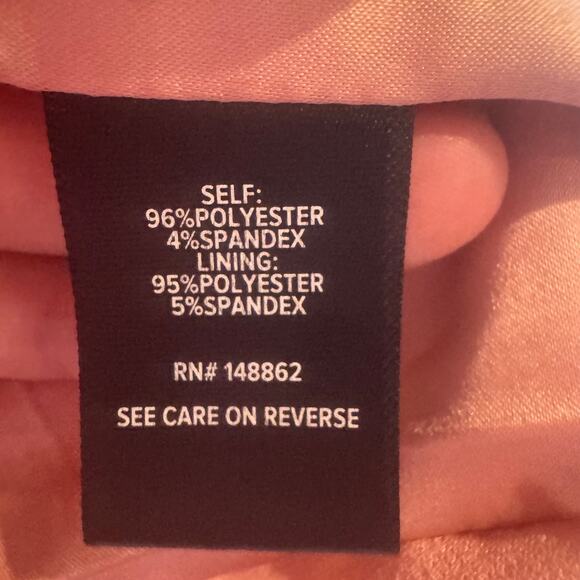 SELF:
96%POLYESTER
4%SPANDEX
LINING:
95%POLYESTER
5%SPANDEX
RN# 148862
SEE CARE ON REVERSE